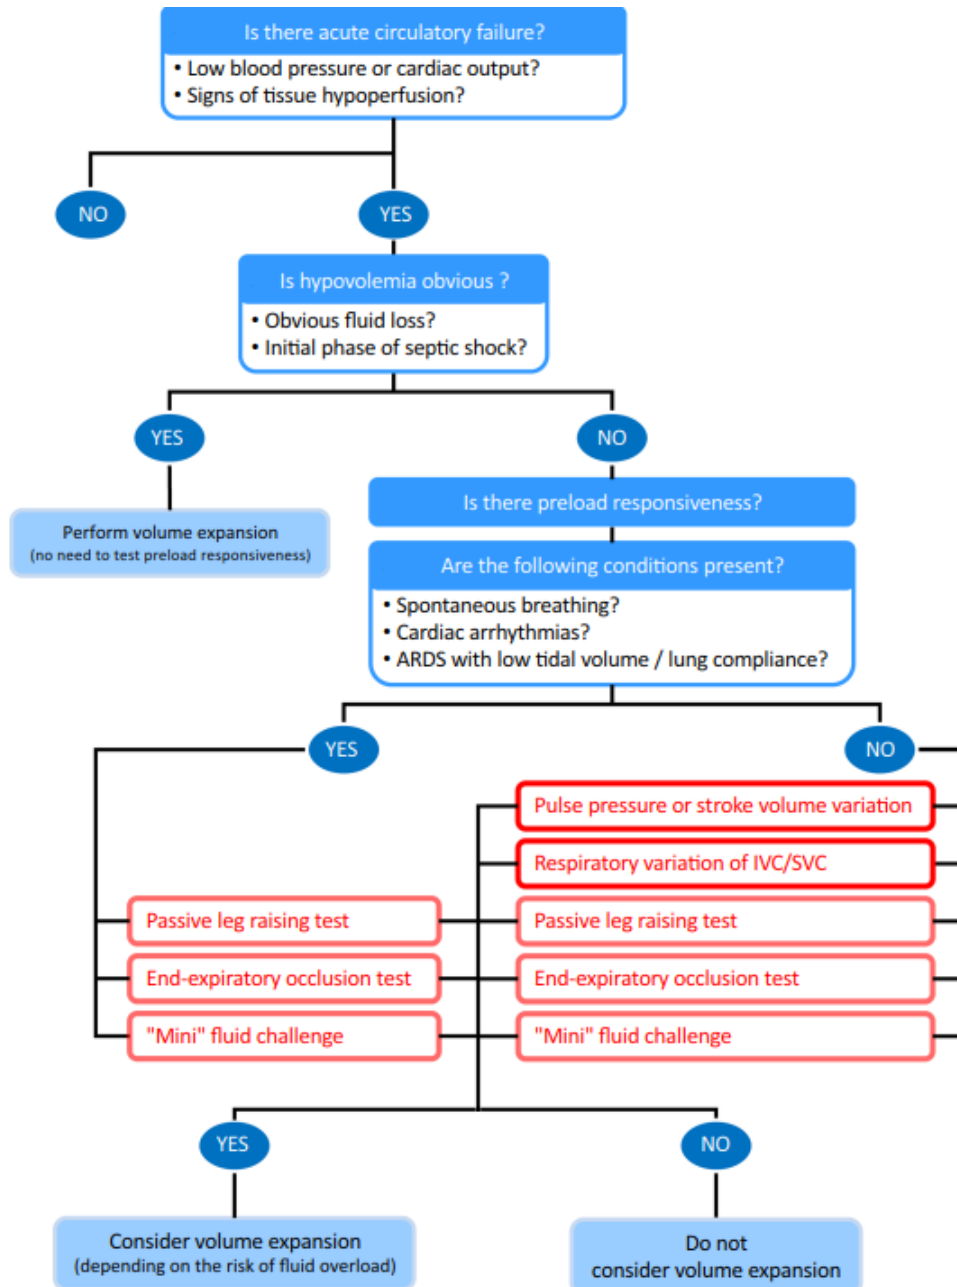 Is there acute circulatory failure?
• Low blood pressure or cardiac output?
• Signs of tissue hypoperfusion?
NO
YES
Is hypovolemia obvious ?
• Obvious fluid loss?
• Initial phase of septic shock?
YES
NO
Perform volume expansion
(no need to test preload responsiveness)
Is there preload responsiveness?
Are the following conditions present?
• Spontaneous breathing?
• Cardiac arrhythmias?
• ARDS with low tidal volume / lung compliance?
YES
NO
Pulse pressure or stroke volume variation
Respiratory variation of IVC/SVC
Passive leg raising test
Passive leg raising test
End-expiratory occlusion test
End-expiratory occlusion test
"Mini" fluid challenge
"Mini" fluid challenge
YES
NO
Consider volume expansion
(depending on the risk of fluid overload)
Do not
consider volume expansion